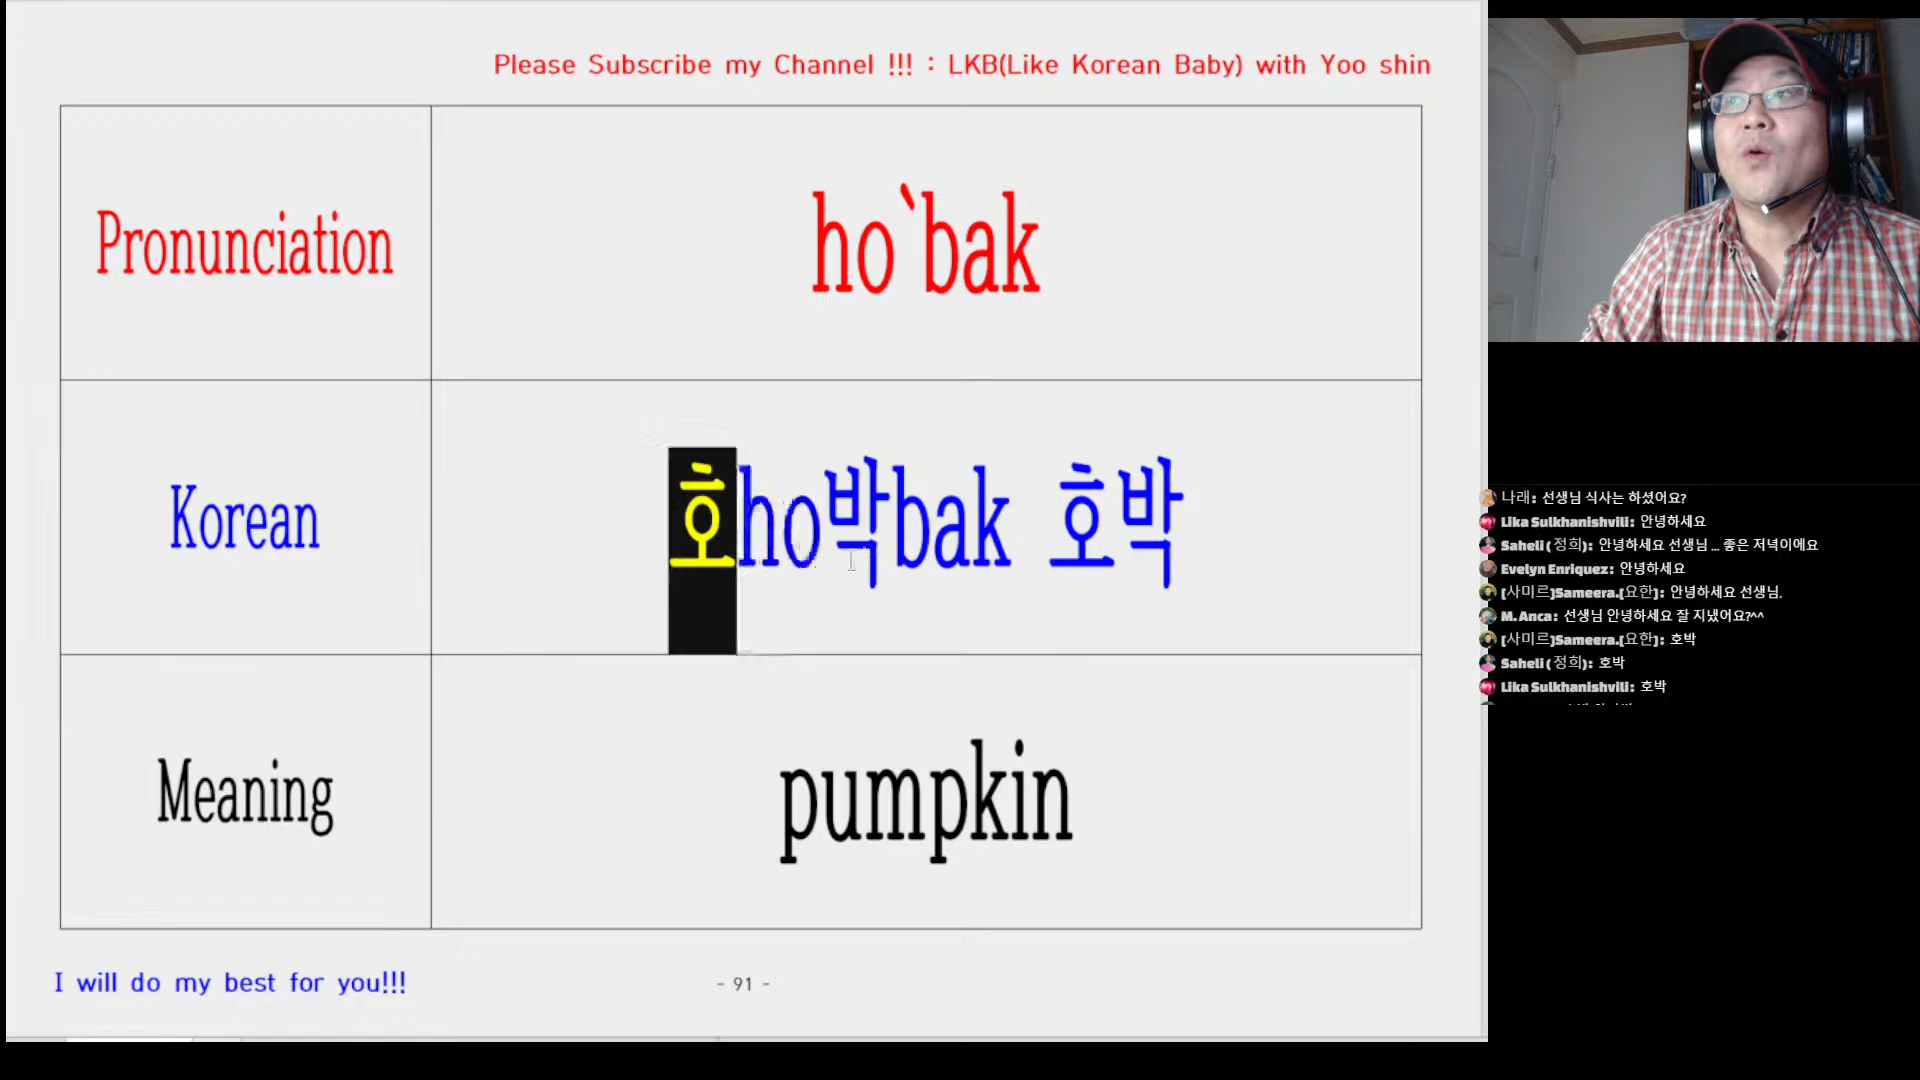 Please Subscribe my Channel !!! : LKB(Like Korean Baby) with Yoo shin
Pronunciation
ho`bak
Korean
호ho박bak 호박
Meaning
pumpkin
I will do my best for you!!!
- 91 -
나래: 선생님 식사는 하셨어요?
Lika Sulkhanishvili: 안녕하세요
Saheli ( 정희): 안녕하세요 선생님 ... 좋은 저녁이에요
Evelyn Enriquez: 안녕하세요
[사미르]Sameera.[요한]: 안녕하세요 선생님.
M. Anca: 선생님 안녕하세요 잘 지냈어요?^^
[사미르]Sameera.[요한]: 호박
Saheli ( 정희): 호박
Lika Sulkhanishvili: 호박